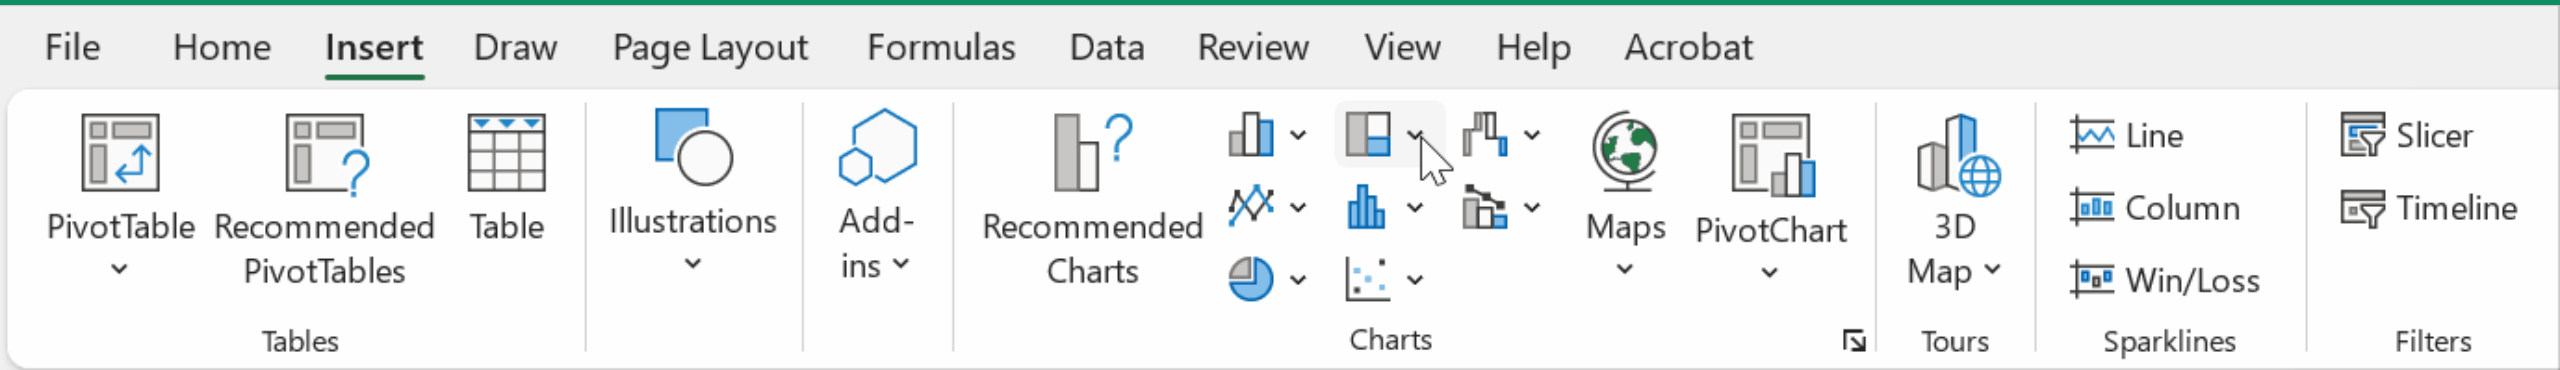 File Home Insert Draw Page Layout Formulas Data Review View Help Acrobat
PivotTable
Recommended
PivotTables
Table
Tables
Illustrations
Add-
ins
Recommended
Charts
Maps
PivotChart
Charts
3D
Map
Tours
Line
Column
Win/Loss
Sparklines
Slicer
Timeline
Filters